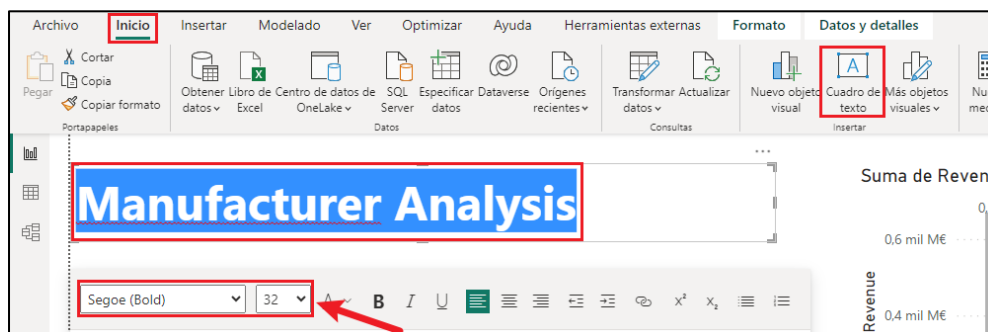 Archivo Inicio Insertar Modelado Ver Optimizar Ayuda Herramientas externas Formato Datos y detalles
Pegar
Cortar
Copia
Copiar formato
Portapapeles
Obtener datos
Libro de Excel
Centro de datos de OneLake
SQL Server
Especificar datos
Dataverse
Orígenes recientes
Datos
Transformar datos
Actualizar
Consultas
Nuevo objeto visual
Cuadro de texto
Más objetos visuales
Insertar
Manufacturer Analysis
Segoe (Bold) 32 B I U x² x₂
Suma de Reven
0,6 mil M€
0,4 mil M€
Revenue